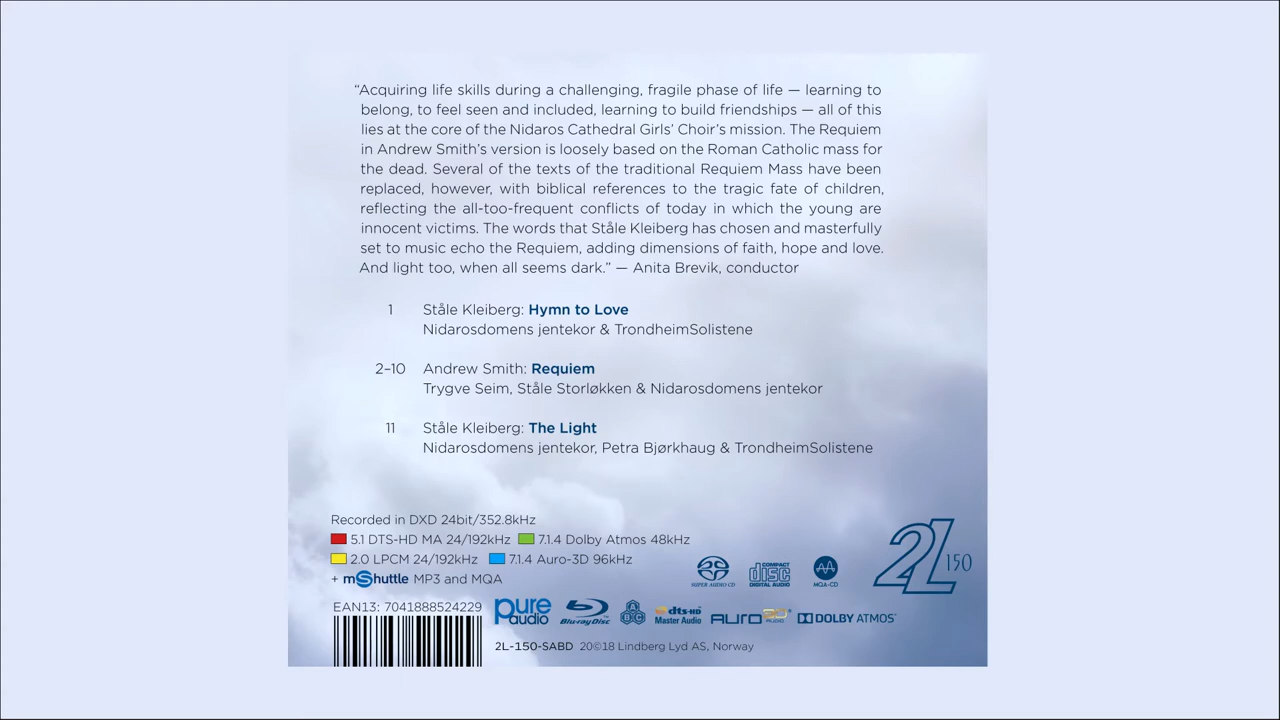 “Acquiring life skills during a challenging, fragile phase of life — learning to
belong, to feel seen and included, learning to build friendships — all of this
lies at the core of the Nidaros Cathedral Girls’ Choir’s mission. The Requiem
in Andrew Smith’s version is loosely based on the Roman Catholic mass for
the dead. Several of the texts of the traditional Requiem Mass have been
replaced, however, with biblical references to the tragic fate of children,
reflecting the all-too-frequent conflicts of today in which the young are
innocent victims. The words that Ståle Kleiberg has chosen and masterfully
set to music echo the Requiem, adding dimensions of faith, hope and love.
And light too, when all seems dark.” — Anita Brevik, conductor
1 Ståle Kleiberg: Hymn to Love
Nidarosdomens jentekor & TrondheimSolistene
2–10 Andrew Smith: Requiem
Trygve Seim, Ståle Storløkken & Nidarosdomens jentekor
11 Ståle Kleiberg: The Light
Nidarosdomens jentekor, Petra Bjørkhaug & TrondheimSolistene
Recorded in DXD 24bit/352.8kHz
5.1 DTS-HD MA 24/192kHz 7.1.4 Dolby Atmos 48kHz
2.0 LPCM 24/192kHz 7.1.4 Auro-3D 96kHz
+ mShuttle MP3 and MQA
SUPER AUDIO CD
COMPACT disc DIGITAL AUDIO
MQA-CD
2L 150
EAN13: 7041888524229
pure audio
Blu-ray Disc
A B C
dts-HD Master Audio
AURO 3D AUDIO
DOLBY ATMOS
2L-150-SABD 20©18 Lindberg Lyd AS, Norway